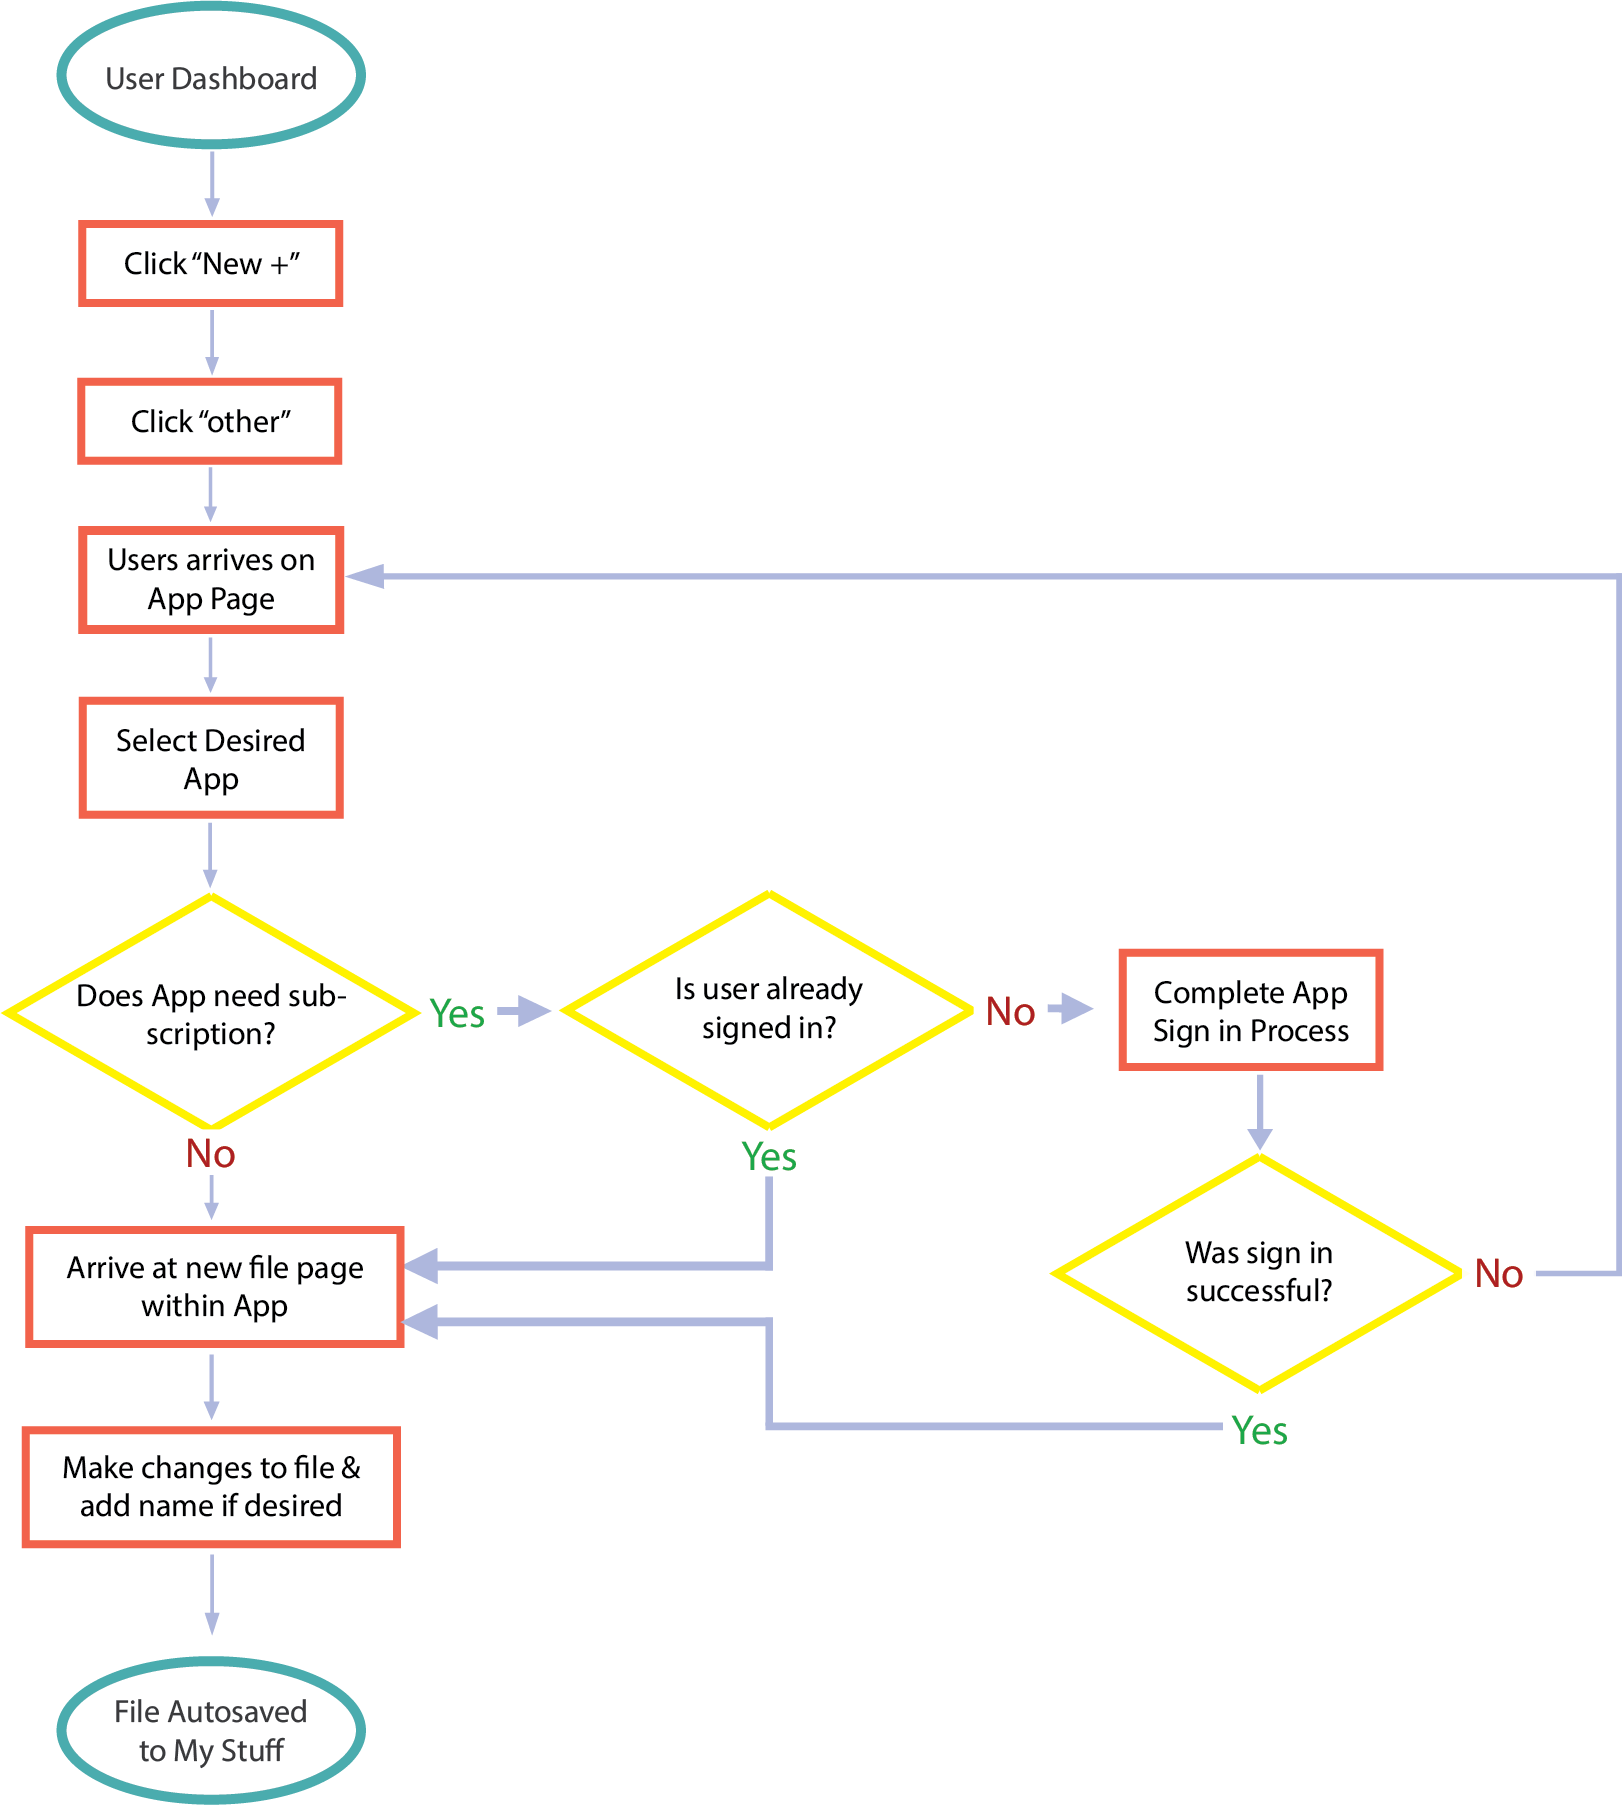 User Dashboard
Click “New +”
Click “other”
Users arrives on
App Page
Select Desired
App
Does App need sub-
scription?
Yes
Is user already
signed in?
No
Complete App
Sign in Process
No
Yes
Was sign in
successful?
No
Arrive at new file page
within App
Yes
Make changes to file &
add name if desired
File Autosaved
to My Stuff